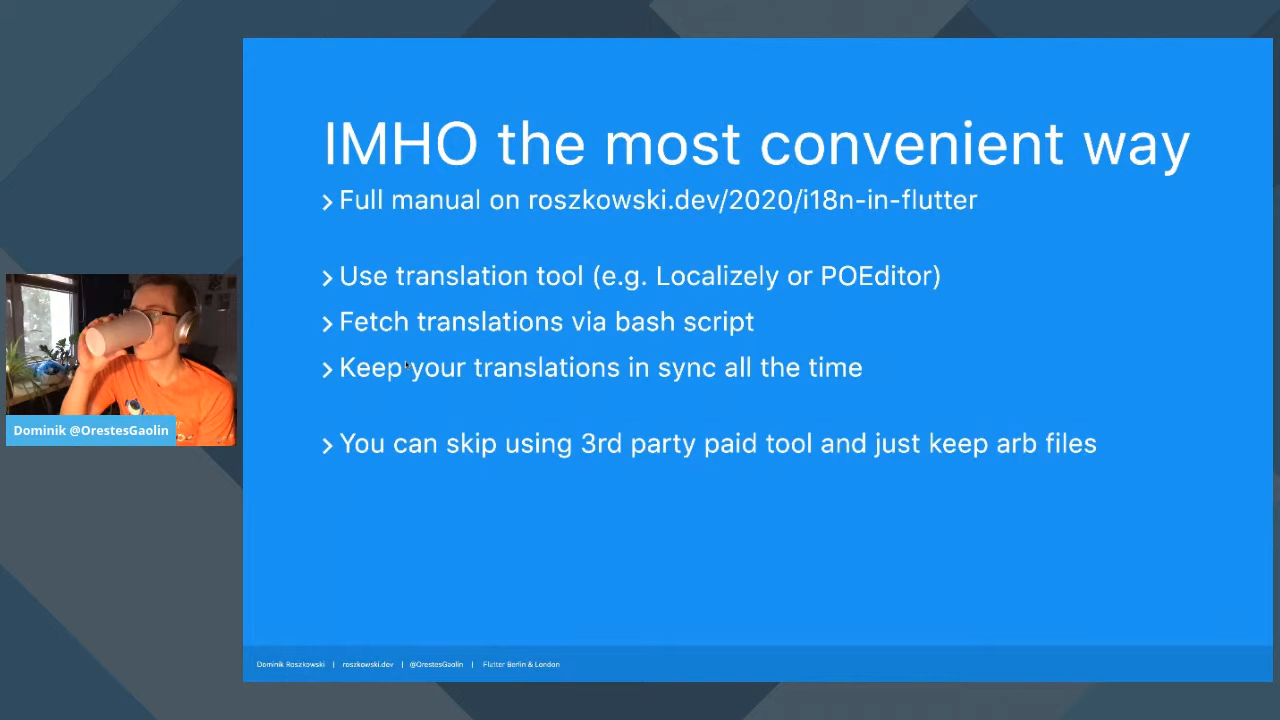 IMHO the most convenient way
Full manual on roszkowski.dev/2020/i18n-in-flutter
Use translation tool (e.g. Localizely or POEditor)
Fetch translations via bash script
Keep your translations in sync all the time
You can skip using 3rd party paid tool and just keep arb files
Dominik @OrestesGaolin
Dominik Roszkowski | roszkowski.dev | @OrestesGaolin | Flutter Berlin & London